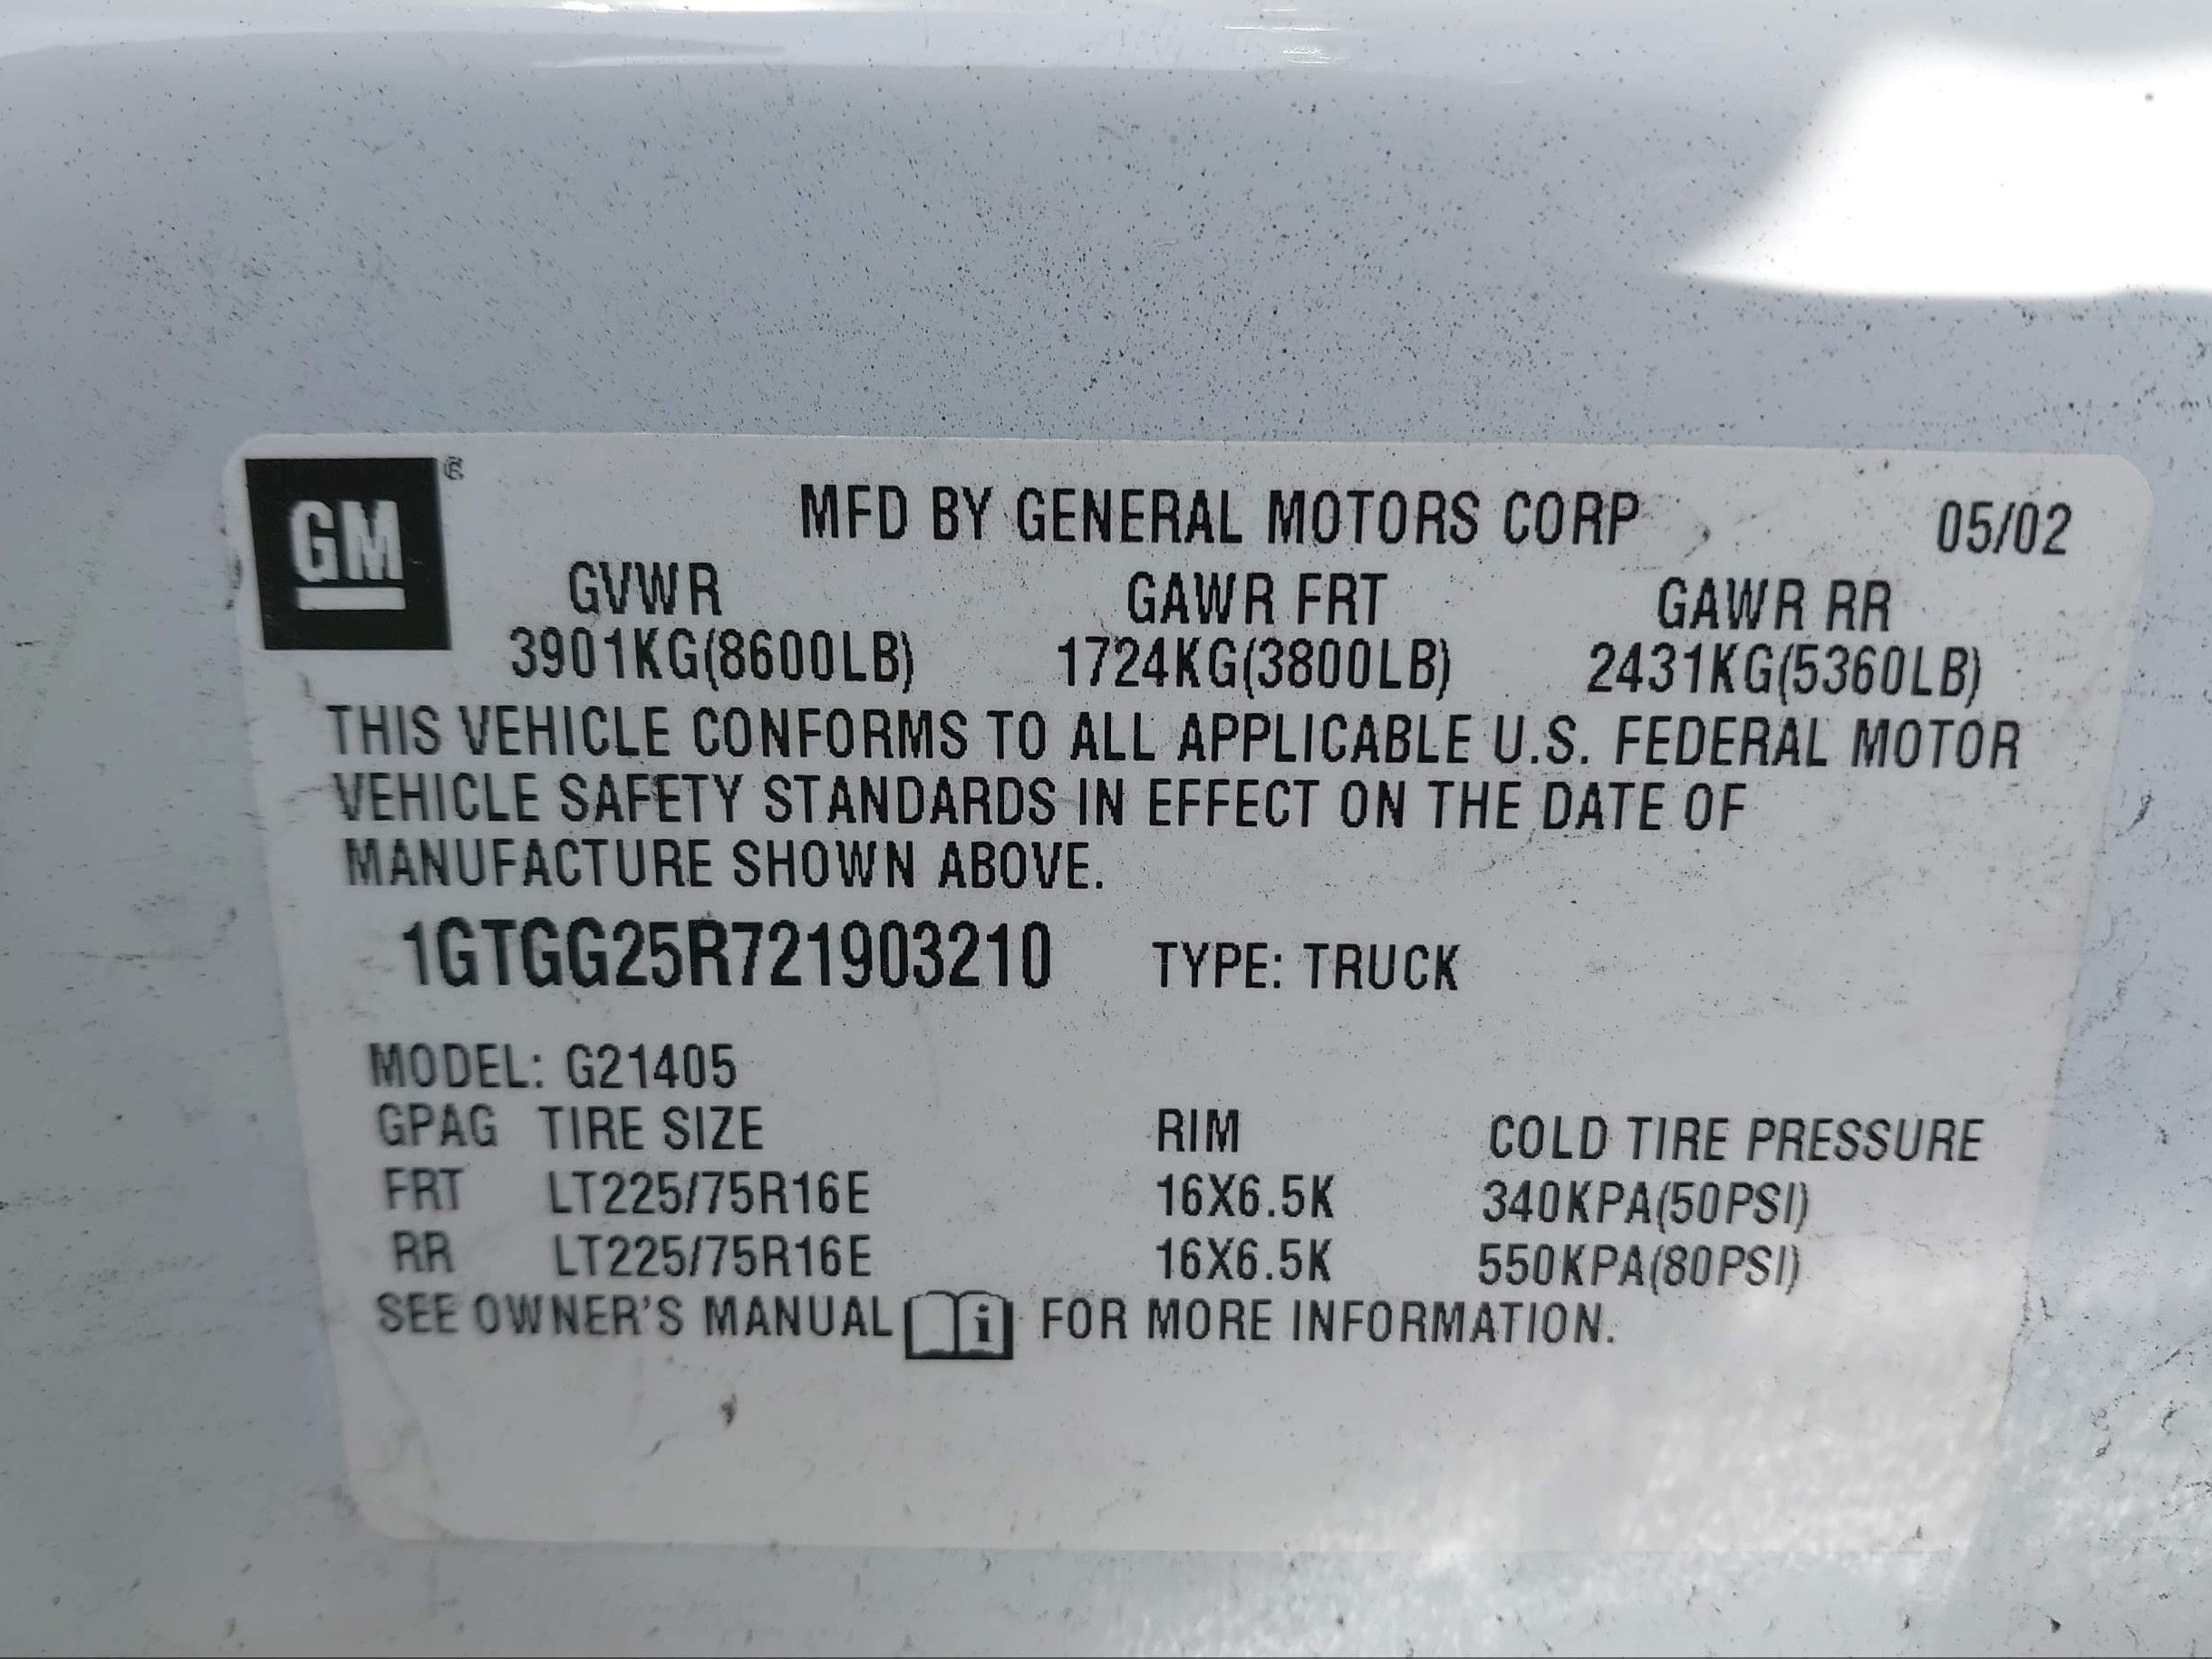 GM ®
MFD BY GENERAL MOTORS CORP 05/02
GVWR GAWR FRT GAWR RR
3901KG(8600LB) 1724KG(3800LB) 2431KG(5360LB)
THIS VEHICLE CONFORMS TO ALL APPLICABLE U.S. FEDERAL MOTOR
VEHICLE SAFETY STANDARDS IN EFFECT ON THE DATE OF
MANUFACTURE SHOWN ABOVE.
1GTGG25R721903210 TYPE: TRUCK
MODEL: G21405
GPAG TIRE SIZE RIM COLD TIRE PRESSURE
FRT LT225/75R16E 16X6.5K 340KPA(50PSI)
RR LT225/75R16E 16X6.5K 550KPA(80PSI)
SEE OWNER'S MANUAL i FOR MORE INFORMATION.